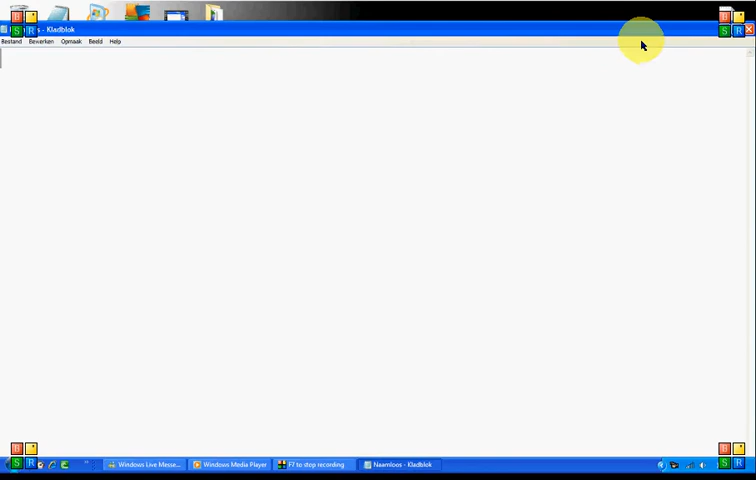 B
S R
B
S R
Kladblok
Bestand Bewerken Opmaak Beeld Help
B
S R
B
S R
Windows Live Messe... Windows Media Player F7 to stop recording Naamloos - Kladblok